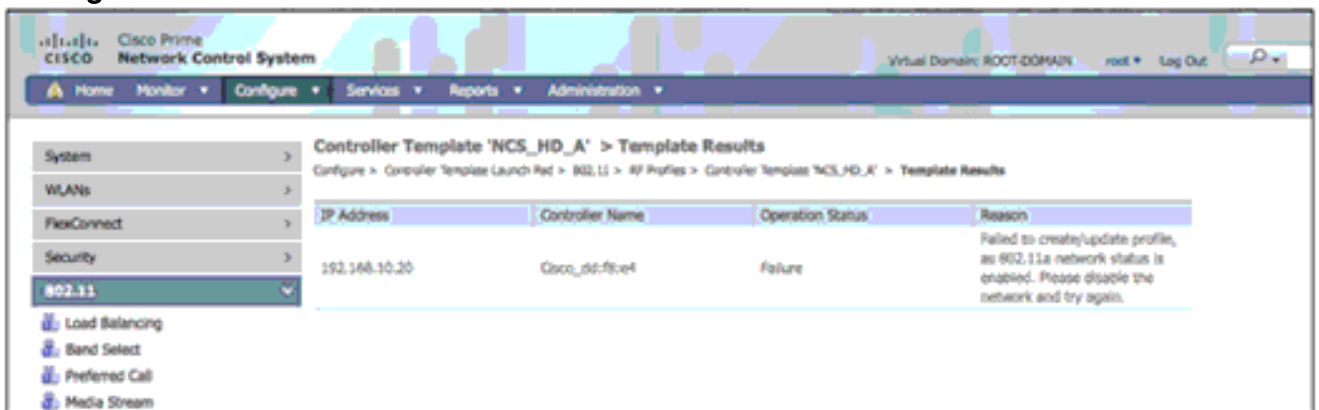 Cisco Prime
CISCO Network Control System
Virtual Domain: ROOT-DOMAIN root Log Out
Home Monitor Configure Services Reports Administration
System
WLANs
FlexConnect
Security
802.11
Load Balancing
Band Select
Preferred Call
Media Stream
Controller Template 'NCS_HD_A' > Template Results
Configure > Controller Template Launch Pad > 802.11 > RF Profiles > Controller Template 'NCS_HD_A' > Template Results
IP Address Controller Name Operation Status Reason
192.168.10.20 Cisco_dd:f8:e4 Failure
Failed to create/update profile,
as 802.11a network status is
enabled. Please disable the
network and try again.